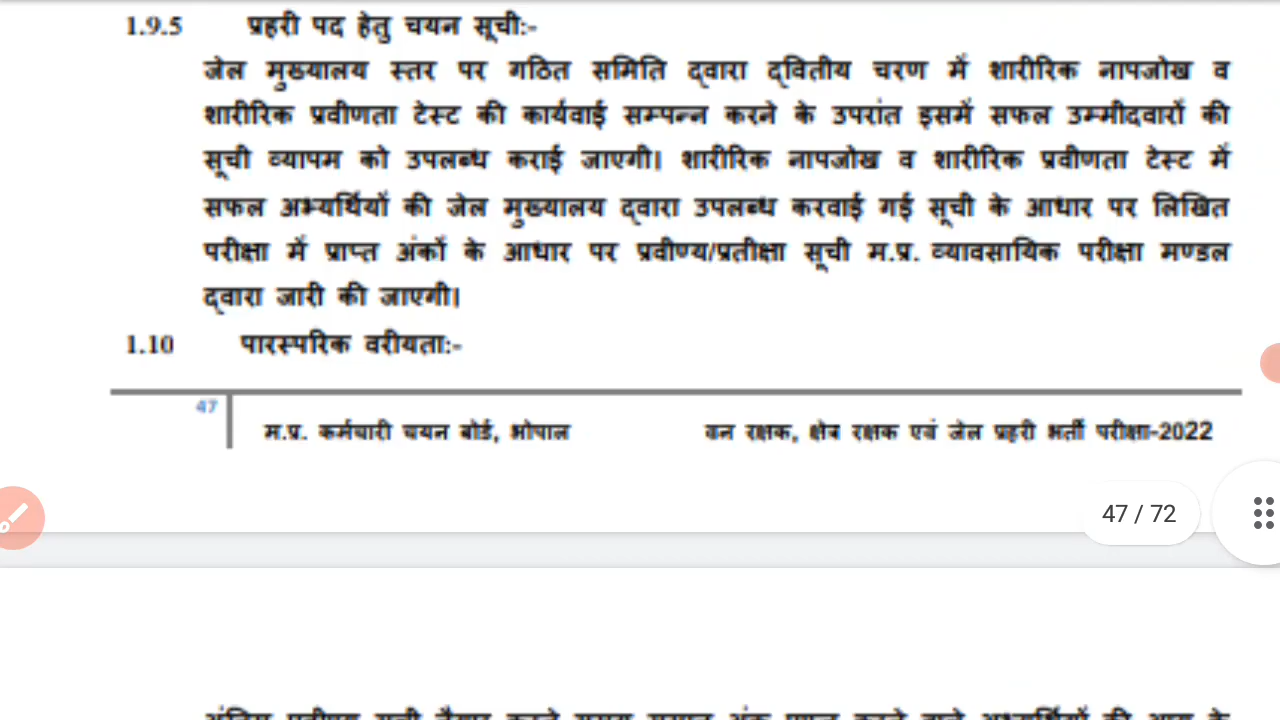 1.9.5 प्रहरी पद हेतु चयन सूची:-
जेल मुख्यालय स्तर पर गठित समिति द्वारा द्वितीय चरण में शारीरिक नापजोख व
शारीरिक प्रवीणता टेस्ट की कार्यवाई सम्पन्न करने के उपरांत इसमें सफल उम्मीदवारों की
सूची व्यापम को उपलब्ध कराई जाएगी। शारीरिक नापजोख व शारीरिक प्रवीणता टेस्ट में
सफल अभ्यर्थियों की जेल मुख्यालय द्वारा उपलब्ध करवाई गई सूची के आधार पर लिखित
परीक्षा में प्राप्त अंकों के आधार पर प्रवीण्य/प्रतीक्षा सूची म.प्र. व्यावसायिक परीक्षा मण्डल
द्वारा जारी की जाएगी।
1.10 पारस्परिक वरीयता:-
47
म.प्र. कर्मचारी चयन बोर्ड, भोपाल वन रक्षक, क्षेत्र रक्षक एवं जेल प्रहरी भर्ती परीक्षा-2022
47 / 72